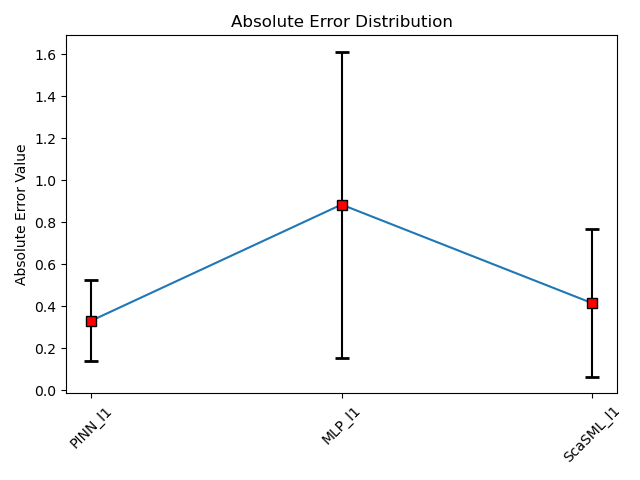 Absolute Error Distribution
Absolute Error Value
1.6
1.4
1.2
1.0
0.8
0.6
0.4
0.2
0.0
PINN_l1
MLP_l1
ScaSML_l1